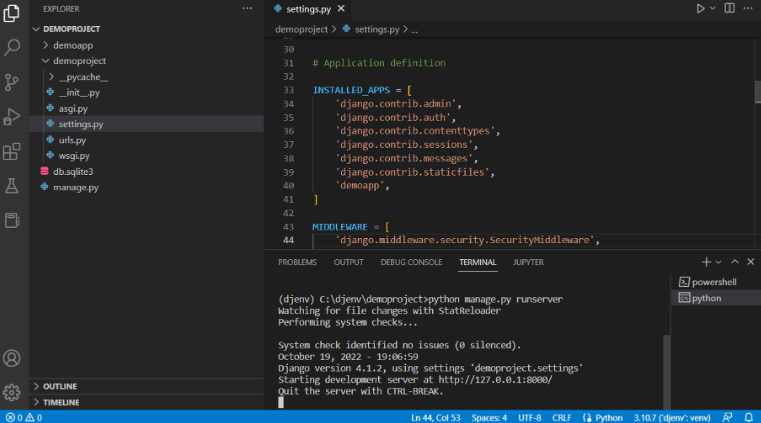 EXPLORER
...
DEMOPROJECT
demoapp
demoproject
__pycache__
__init__.py
asgi.py
settings.py
urls.py
wsgi.py
db.sqlite3
manage.py
OUTLINE
TIMELINE
settings.py
demoproject > settings.py > ...
30
31 # Application definition
32
33 INSTALLED_APPS = [
34 'django.contrib.admin',
35 'django.contrib.auth',
36 'django.contrib.contenttypes',
37 'django.contrib.sessions',
38 'django.contrib.messages',
39 'django.contrib.staticfiles',
40 'demoapp',
41 ]
42
43 MIDDLEWARE = [
44 'django.middleware.security.SecurityMiddleware',
PROBLEMS OUTPUT DEBUG CONSOLE TERMINAL JUPYTER
(djenv) C:\djenv\demoproject>python manage.py runserver
Watching for file changes with StatReloader
Performing system checks...
System check identified no issues (0 silenced).
October 19, 2022 - 19:06:59
Django version 4.1.2, using settings 'demoproject.settings'
Starting development server at http://127.0.0.1:8000/
Quit the server with CTRL-BREAK.
powershell
python
0 0 Ln 44, Col 53 Spaces: 4 UTF-8 CRLF Python 3.10.7 ('djenv': venv)